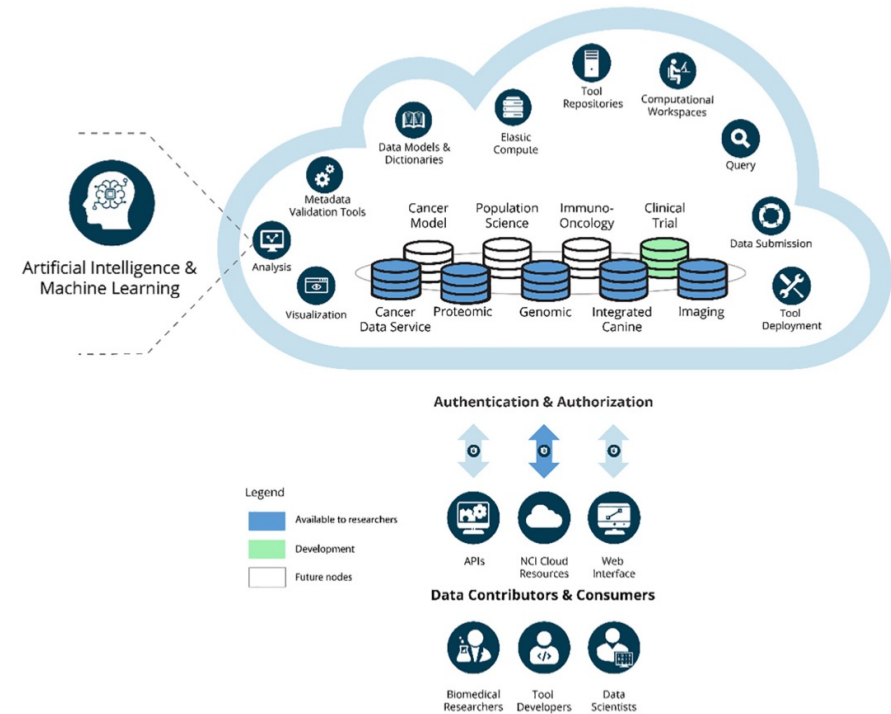 Tool
Repositories
Computational
Workspaces
Elastic
Compute
Data Models &
Dictionaries
Query
Metadata
Validation Tools
Cancer
Model
Population
Science
Immuno-
Oncology
Clinical
Trial
Data Submission
Analysis
Artificial Intelligence &
Machine Learning
Visualization
Cancer
Data Service
Proteomic
Genomic
Integrated
Canine
Imaging
Tool
Deployment
Authentication & Authorization
Legend
Available to researchers
Development
Future nodes
APIs
NCI Cloud
Resources
Web
Interface
Data Contributors & Consumers
Biomedical
Researchers
Tool
Developers
Data
Scientists